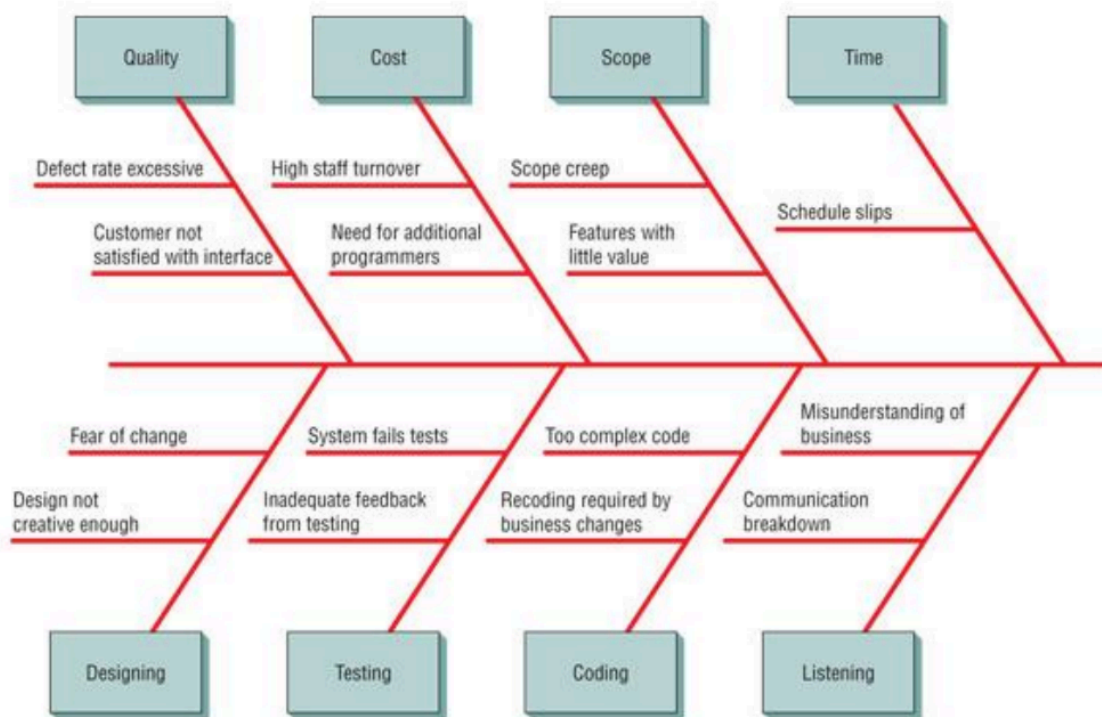 Quality
Cost
Scope
Time
Defect rate excessive
High staff turnover
Scope creep
Schedule slips
Customer not
satisfied with interface
Need for additional
programmers
Features with
little value
Fear of change
System fails tests
Too complex code
Misunderstanding of
business
Design not
creative enough
Inadequate feedback
from testing
Recoding required by
business changes
Communication
breakdown
Designing
Testing
Coding
Listening